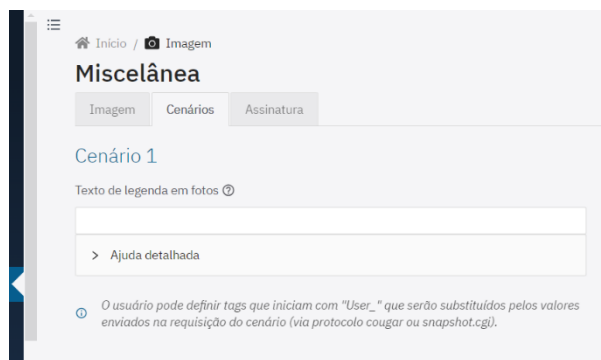 Início / Imagem
Miscelânea
Imagem Cenários Assinatura
Cenário 1
Texto de legenda em fotos
Ajuda detalhada
O usuário pode definir tags que iniciam com "User_" que serão substituídos pelos valores
enviados na requisição do cenário (via protocolo cougar ou snapshot.cgi).